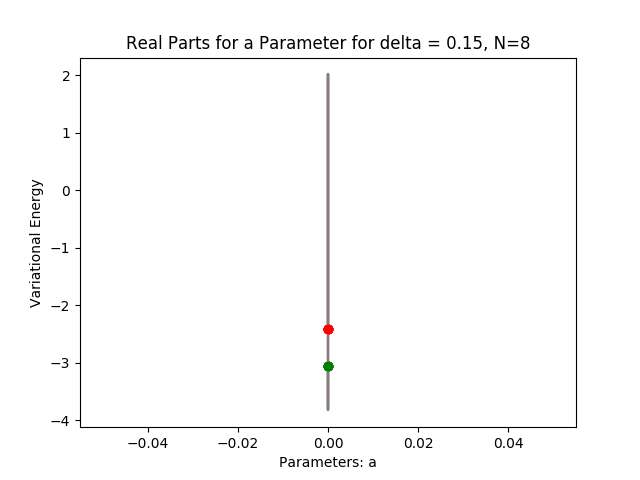 Real Parts for a Parameter for delta = 0.15, N=8
2
1
0
−1
−2
−3
−4
Variational Energy
−0.04 −0.02 0.00 0.02 0.04
Parameters: a